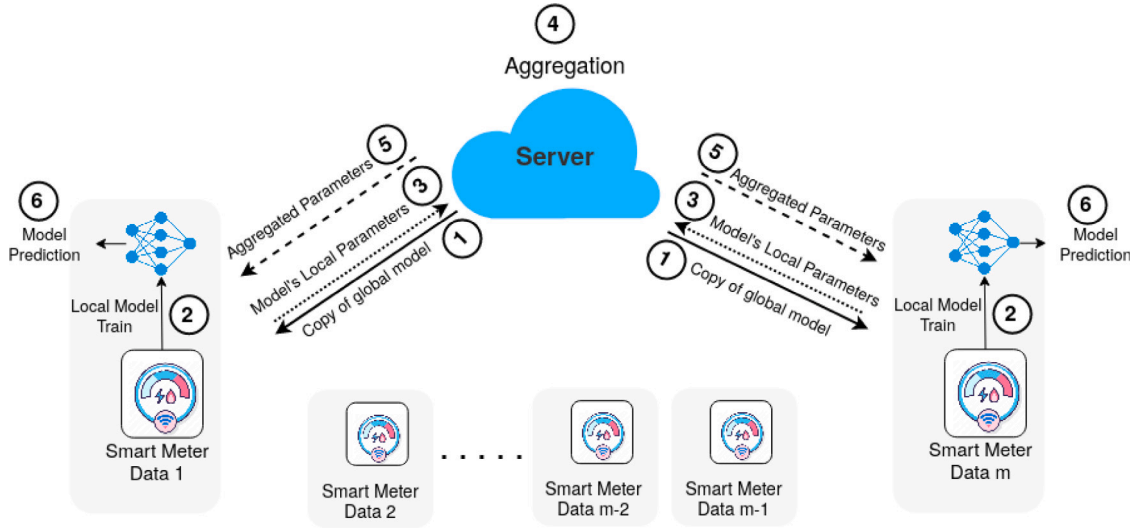 4
Aggregation
Server
5
Aggregated Parameters
3
Model's Local Parameters
1
Copy of global model
5
Aggregated Parameters
3
Model's Local Parameters
1
Copy of global model
6
Model
Prediction
Local Model
Train
2
Smart Meter
Data 1
Smart Meter
Data 2
. . . . .
Smart Meter
Data m-2
Smart Meter
Data m-1
6
Model
Prediction
Local Model
Train
2
Smart Meter
Data m